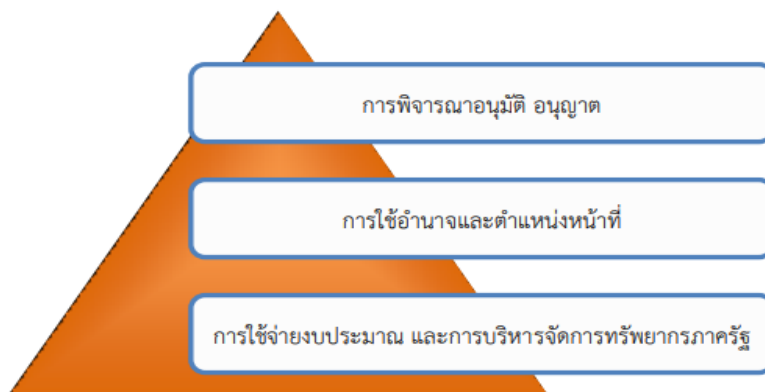 การพิจารณาอนุมัติ อนุญาต
การใช้อำนาจและตำแหน่งหน้าที่
การใช้จ่ายงบประมาณ และการบริหารจัดการทรัพยากรภาครัฐ